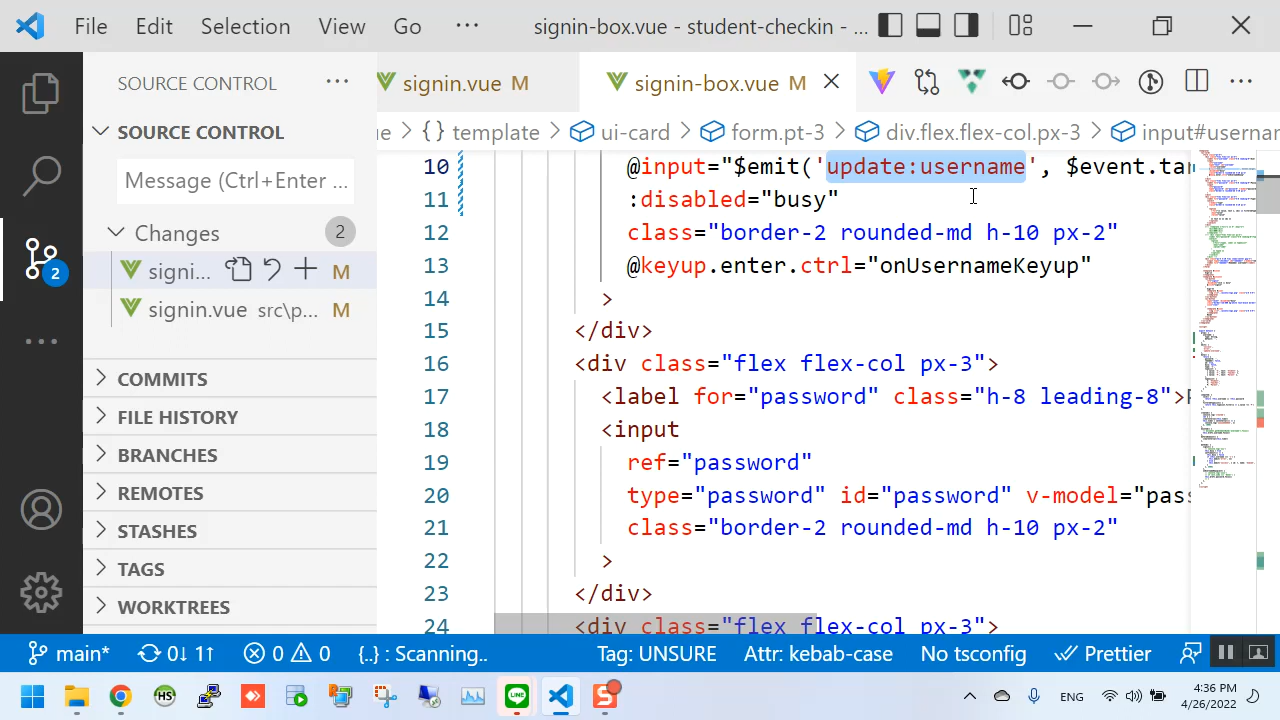 File Edit Selection View Go ··· signin-box.vue - student-checkin - ...
SOURCE CONTROL ···
signin.vue M signin-box.vue M
SOURCE CONTROL
ue > {} template > ui-card > form.pt-3 > div.flex.flex-col.px-3 > input#userna
Message (Ctrl+Enter ...
Changes 2
signi... M
signin.vue src\p... M
2
COMMITS
FILE HISTORY
BRANCHES
REMOTES
STASHES
TAGS
WORKTREES
10 @input="$emit('update:username', $event.tar
11 :disabled="busy"
12 class="border-2 rounded-md h-10 px-2"
13 @keyup.enter.ctrl="onUsernameKeyup"
14 >
15 </div>
16 <div class="flex flex-col px-3">
17 <label for="password" class="h-8 leading-8">
18 <input
19 ref="password"
20 type="password" id="password" v-model="pass
21 class="border-2 rounded-md h-10 px-2"
22 >
23 </div>
24 <div class="flex flex-col px-3">
main* 0↓ 1↑ 0 0 {..} : Scanning.. Tag: UNSURE Attr: kebab-case No tsconfig Prettier
HS S ENG 4:36 PM
4/26/2022